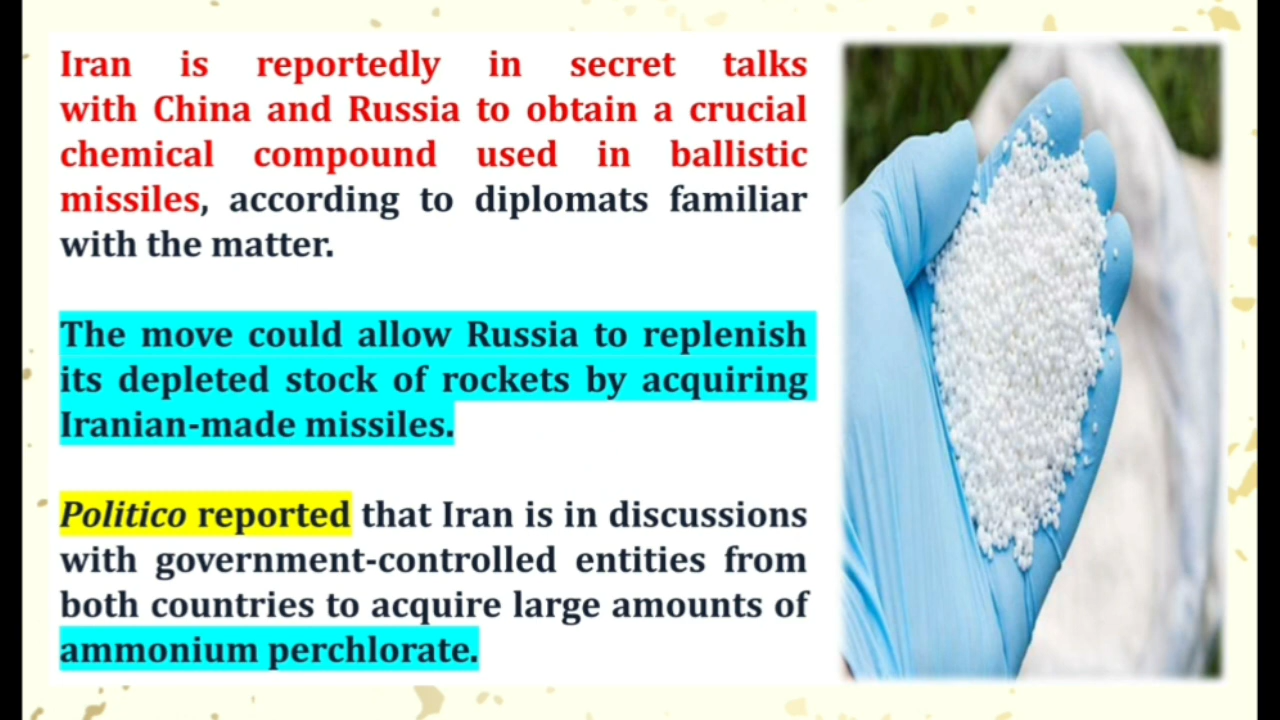 Iran is reportedly in secret talks
with China and Russia to obtain a crucial
chemical compound used in ballistic
missiles, according to diplomats familiar
with the matter.
The move could allow Russia to replenish
its depleted stock of rockets by acquiring
Iranian-made missiles.
Politico reported that Iran is in discussions
with government-controlled entities from
both countries to acquire large amounts of
ammonium perchlorate.